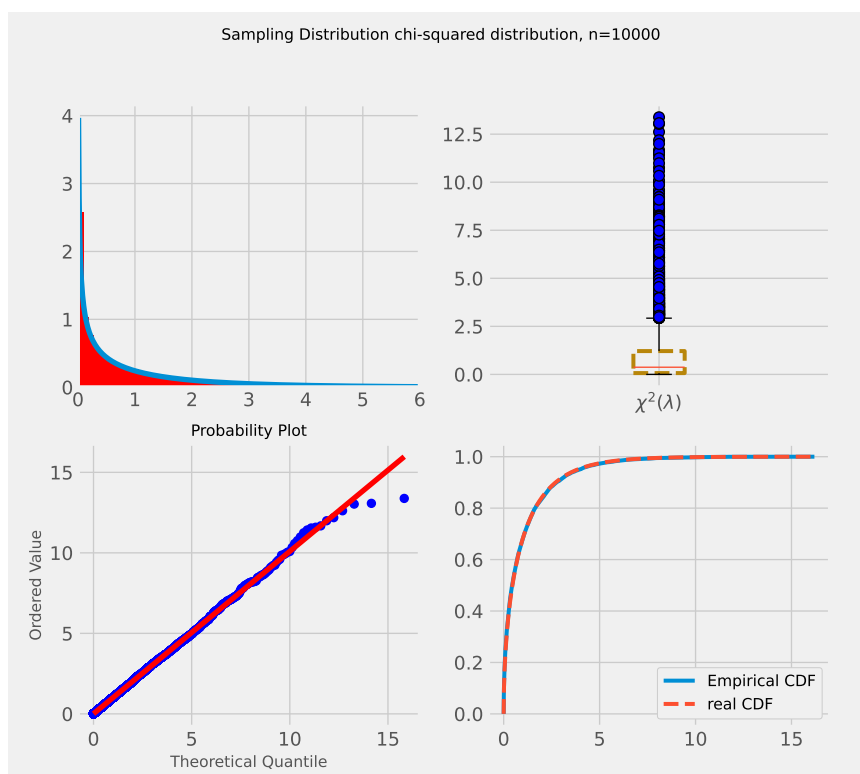 Sampling Distribution chi-squared distribution, n=10000
4
3
2
1
0
0 1 2 3 4 5 6
12.5
10.0
7.5
5.0
2.5
0.0
χ²(λ)
Probability Plot
15
10
5
0
Ordered Value
0 5 10 15
Theoretical Quantile
1.0
0.8
0.6
0.4
0.2
0.0
0 5 10 15
Empirical CDF
real CDF